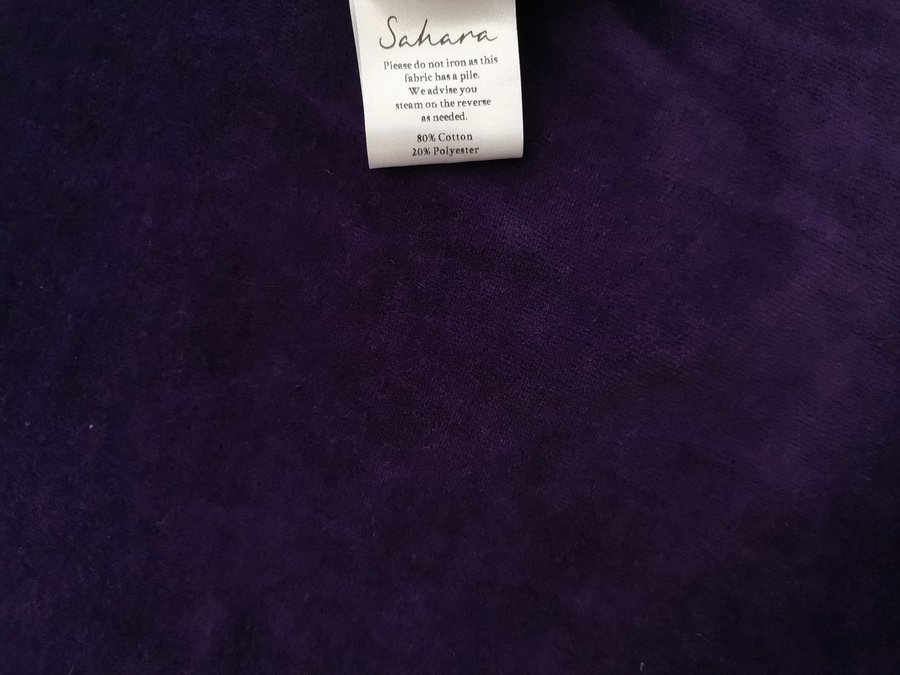 Sahara
Please do not iron as this
fabric has a pile.
We advise you
steam on the reverse
as needed.
80% Cotton
20% Polyester